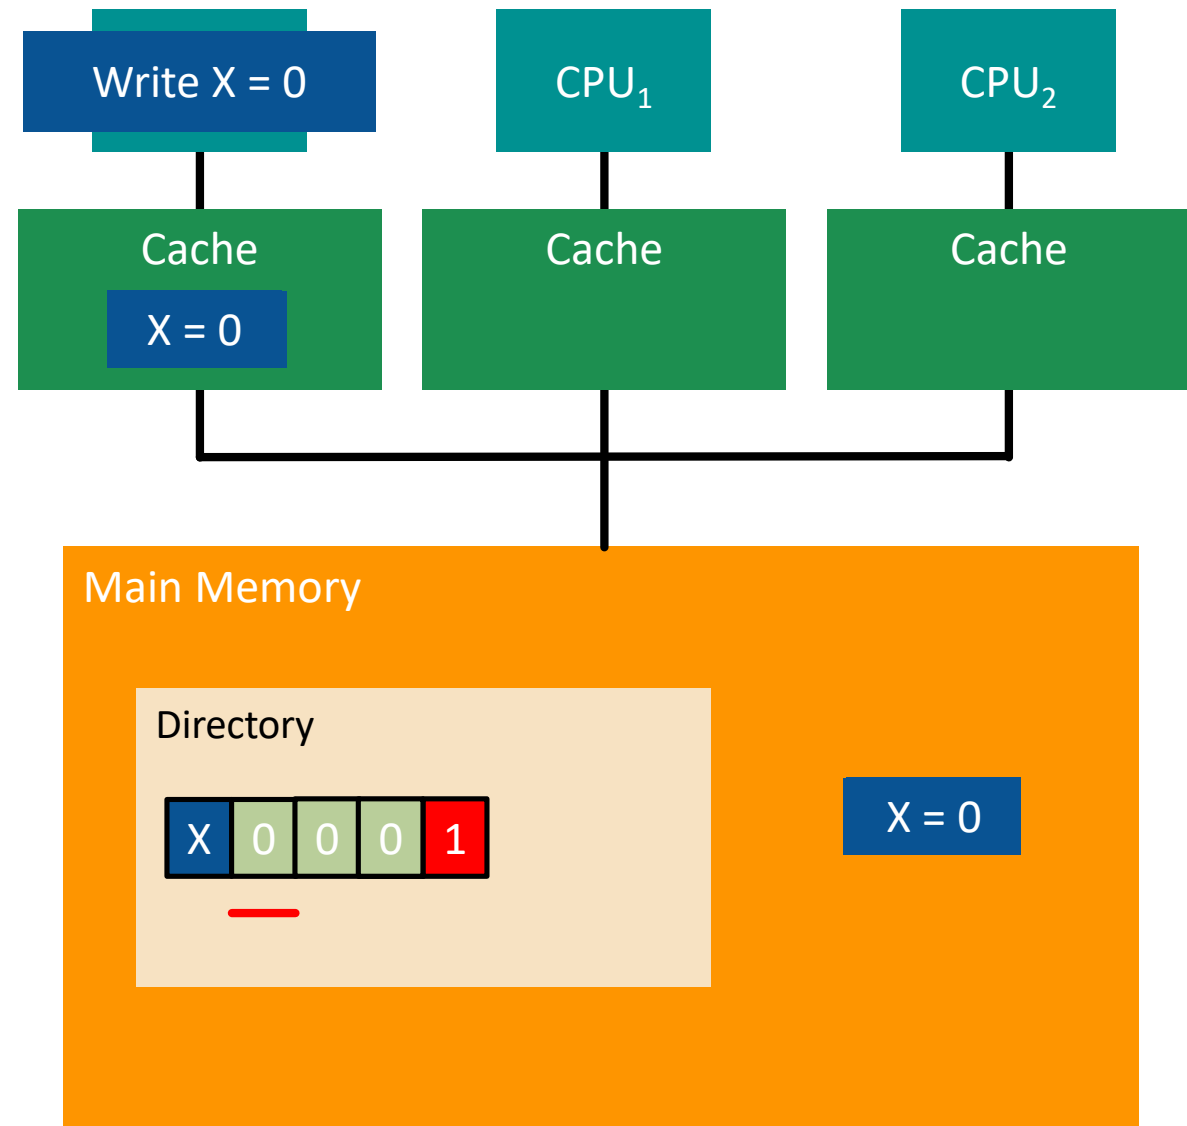 Write X = 0
CPU₁
CPU₂
Cache
Cache
Cache
X = 0
Main Memory
Directory
X 0 0 0 1
X = 0